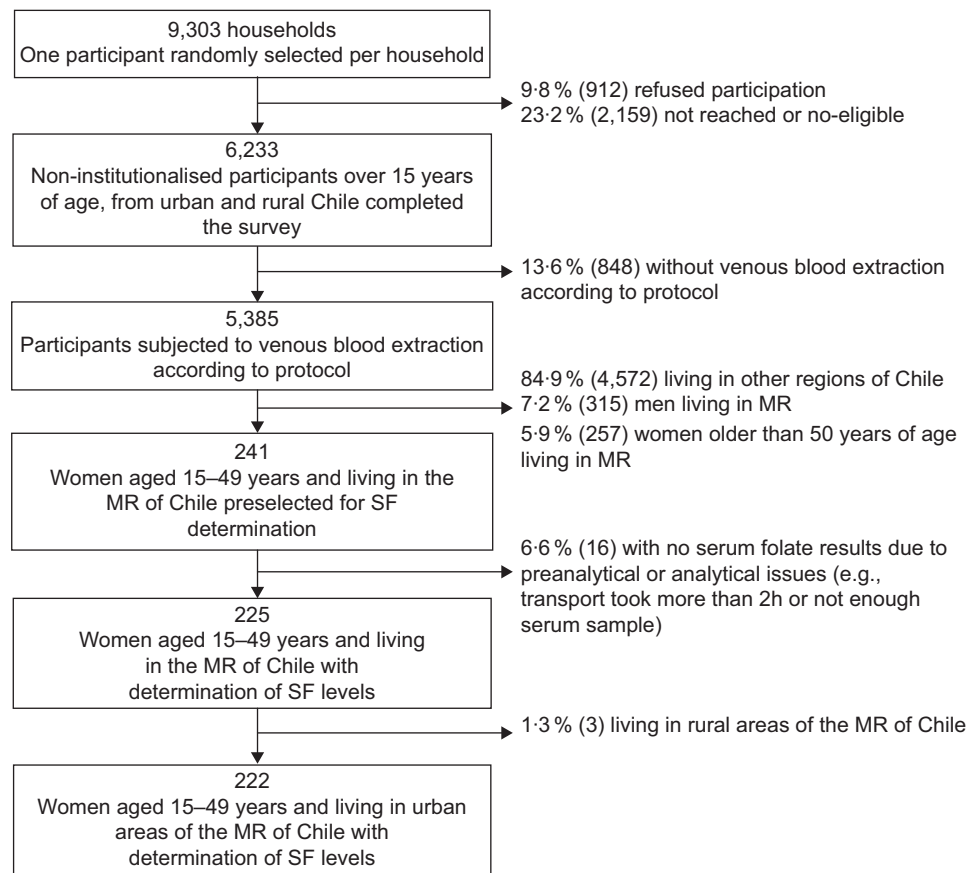 9,303 households
One participant randomly selected per household
9·8 % (912) refused participation
23·2 % (2,159) not reached or no-eligible
6,233
Non-institutionalised participants over 15 years
of age, from urban and rural Chile completed
the survey
13·6 % (848) without venous blood extraction
according to protocol
5,385
Participants subjected to venous blood extraction
according to protocol
84·9 % (4,572) living in other regions of Chile
7·2 % (315) men living in MR
5·9 % (257) women older than 50 years of age
living in MR
241
Women aged 15–49 years and living in the
MR of Chile preselected for SF
determination
6·6 % (16) with no serum folate results due to
preanalytical or analytical issues (e.g.,
transport took more than 2h or not enough
serum sample)
225
Women aged 15–49 years and living
in the MR of Chile with
determination of SF levels
1·3 % (3) living in rural areas of the MR of Chile
222
Women aged 15–49 years and living in urban
areas of the MR of Chile with
determination of SF levels